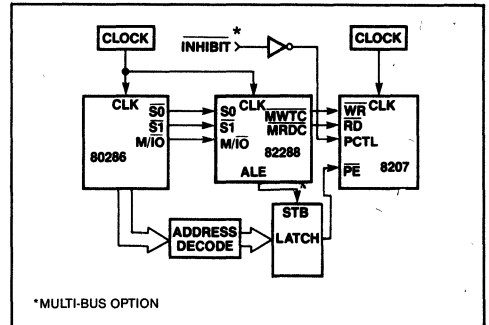 CLOCK
INHIBIT*
CLOCK
CLK
S0
S1
M/IO
80286
CLK
S0
S1
M/IO
MWTC
MRDC
82288
ALE
*
CLK
WR
RD
PCTL
PE
8207
ADDRESS
DECODE
STB
LATCH
*MULTI-BUS OPTION